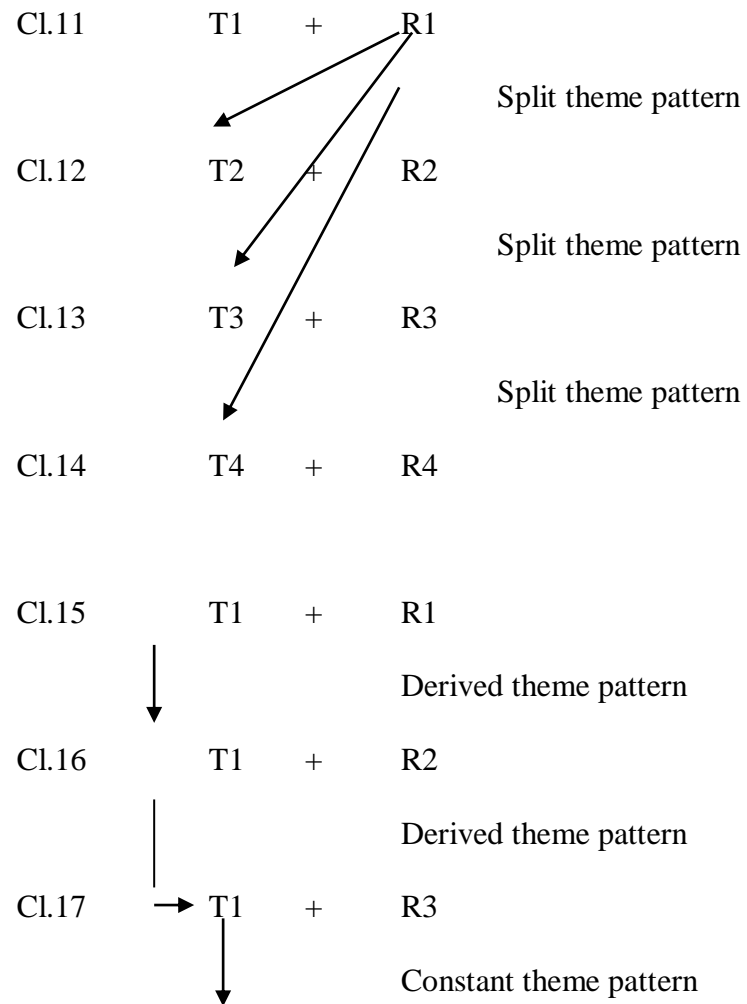 Cl.11 T1 + R1
Split theme pattern
Cl.12 T2 + R2
Split theme pattern
Cl.13 T3 + R3
Split theme pattern
Cl.14 T4 + R4
Cl.15 T1 + R1
Derived theme pattern
Cl.16 T1 + R2
Derived theme pattern
Cl.17 T1 + R3
Constant theme pattern